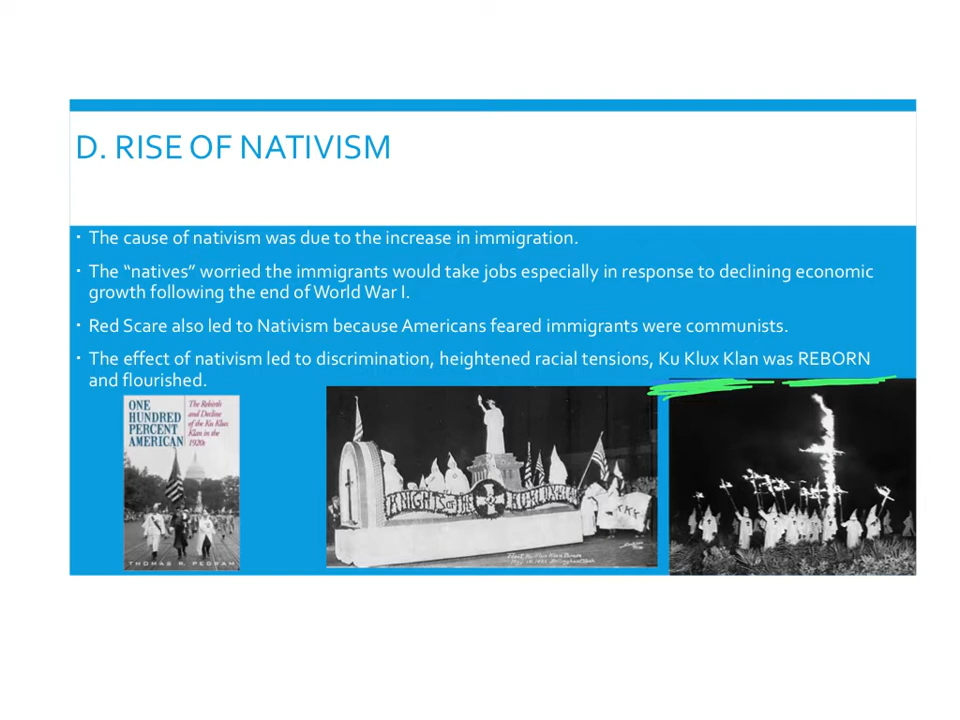 D. RISE OF NATIVISM
▪ The cause of nativism was due to the increase in immigration.
▪ The “natives” worried the immigrants would take jobs especially in response to declining economic
growth following the end of World War I.
▪ Red Scare also led to Nativism because Americans feared immigrants were communists.
▪ The effect of nativism led to discrimination, heightened racial tensions, Ku Klux Klan was REBORN
and flourished.
ONE
HUNDRED
PERCENT
AMERICAN
The Rebirth
and Decline
of the Ku Klux
Klan in the
1920s
THOMAS R. PEGRAM
KNIGHTS OF THE KU KLUX KLAN